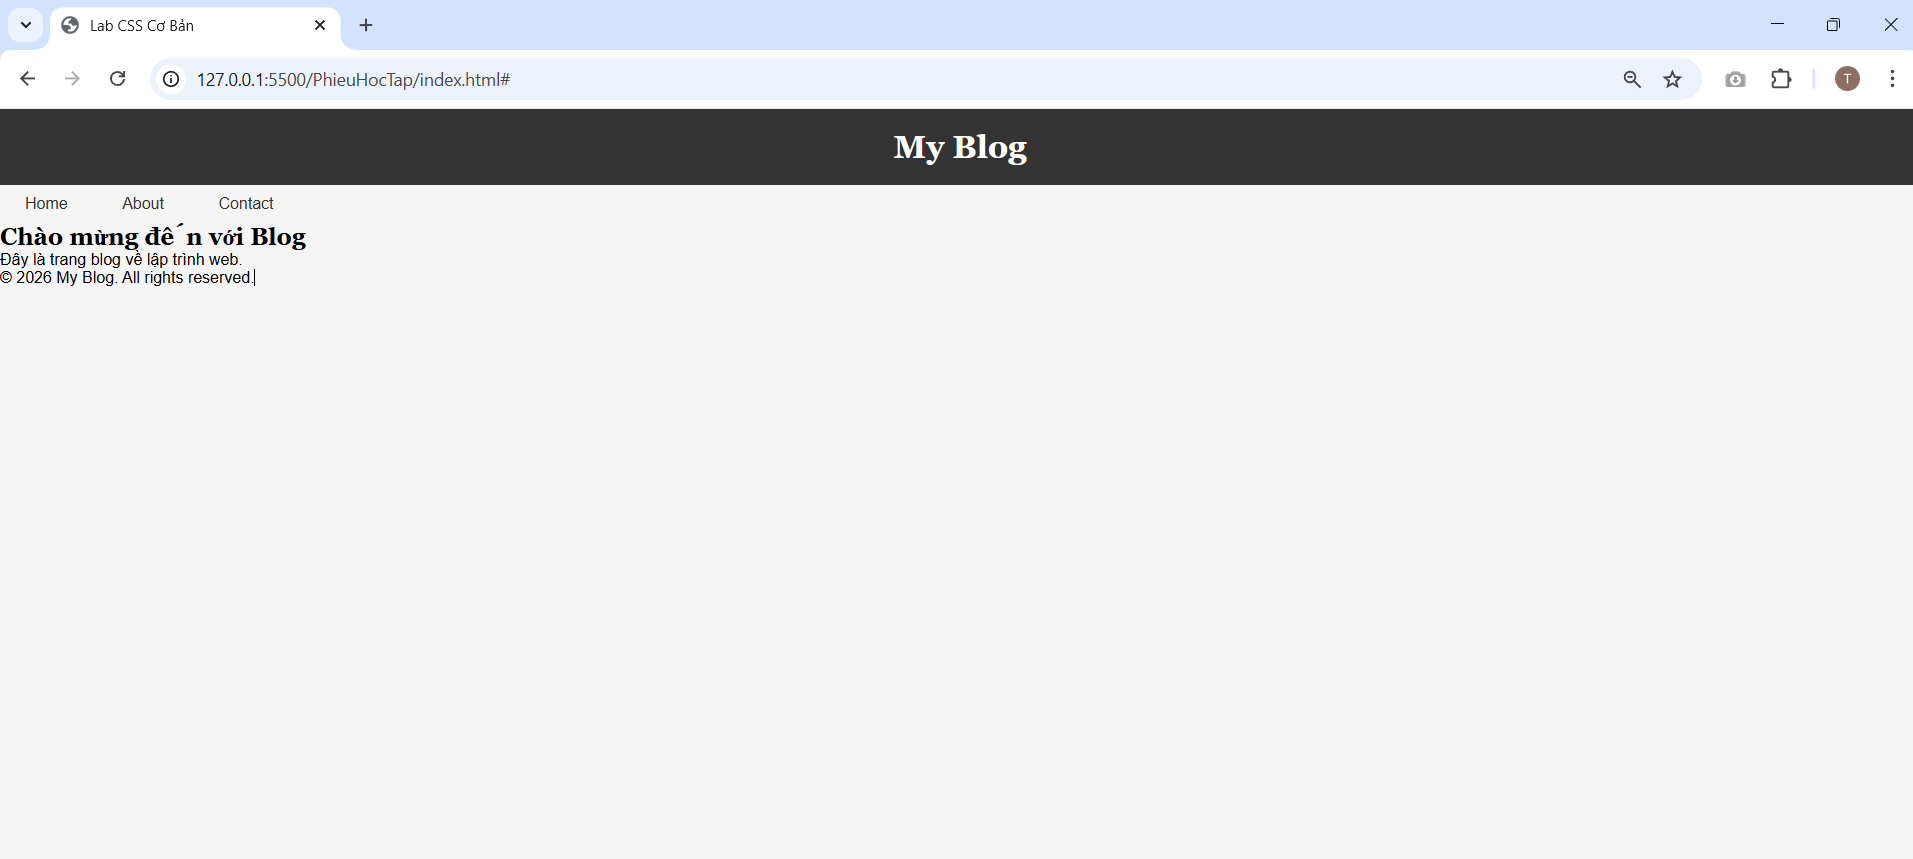 Lab CSS Cơ Bản
127.0.0.1:5500/PhieuHocTap/index.html#
T
My Blog
Home About Contact
Chào mừng đến với Blog
Đây là trang blog về lập trình web.
© 2026 My Blog. All rights reserved.